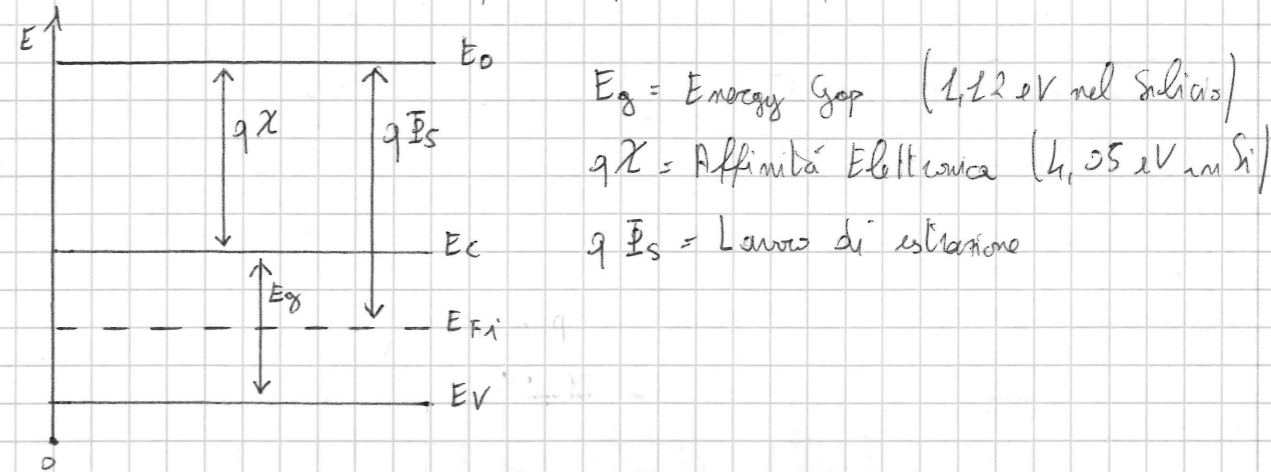 E
E0
qχ
qΦs
Eg = Energy Gap (1,12 eV nel Silicio)
qχ = Affinitá Elettronica (4,05 eV in Si)
Ec
qΦs = Lavoro di estrazione
Eg
EFi
EV
0